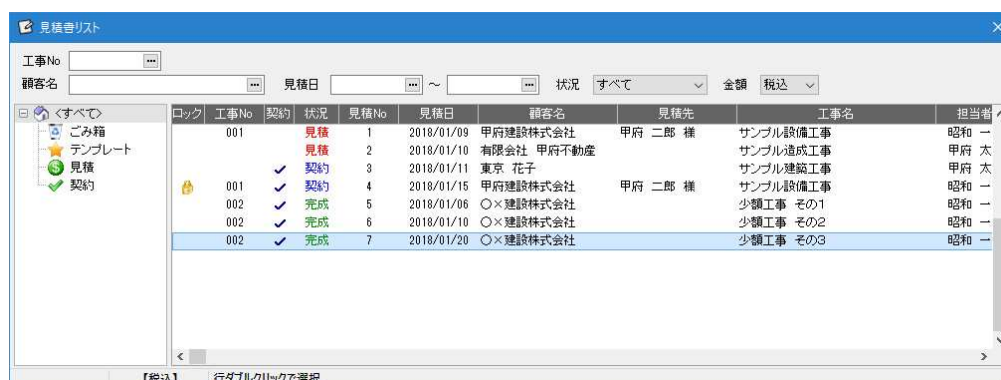 見積書リスト
工事No
顧客名 見積日 ～ 状況 すべて 金額 税込
〈すべて〉
ごみ箱
テンプレート
見積
契約
ロック 工事No 契約 状況 見積No 見積日 顧客名 見積先 工事名 担当者
001 見積 1 2018/01/09 甲府建設株式会社 甲府 二郎 様 サンプル設備工事 昭和 一
見積 2 2018/01/10 有限会社 甲府不動産 サンプル造成工事 甲府 太
契約 3 2018/01/11 東京 花子 サンプル建築工事 甲府 太
001 契約 4 2018/01/15 甲府建設株式会社 甲府 二郎 様 サンプル設備工事 昭和 一
002 完成 5 2018/01/06 〇×建設株式会社 少額工事 その1 昭和 一
002 完成 6 2018/01/10 〇×建設株式会社 少額工事 その2 昭和 一
002 完成 7 2018/01/20 〇×建設株式会社 少額工事 その3 昭和 一
【税込】 行ダブルクリックで選択